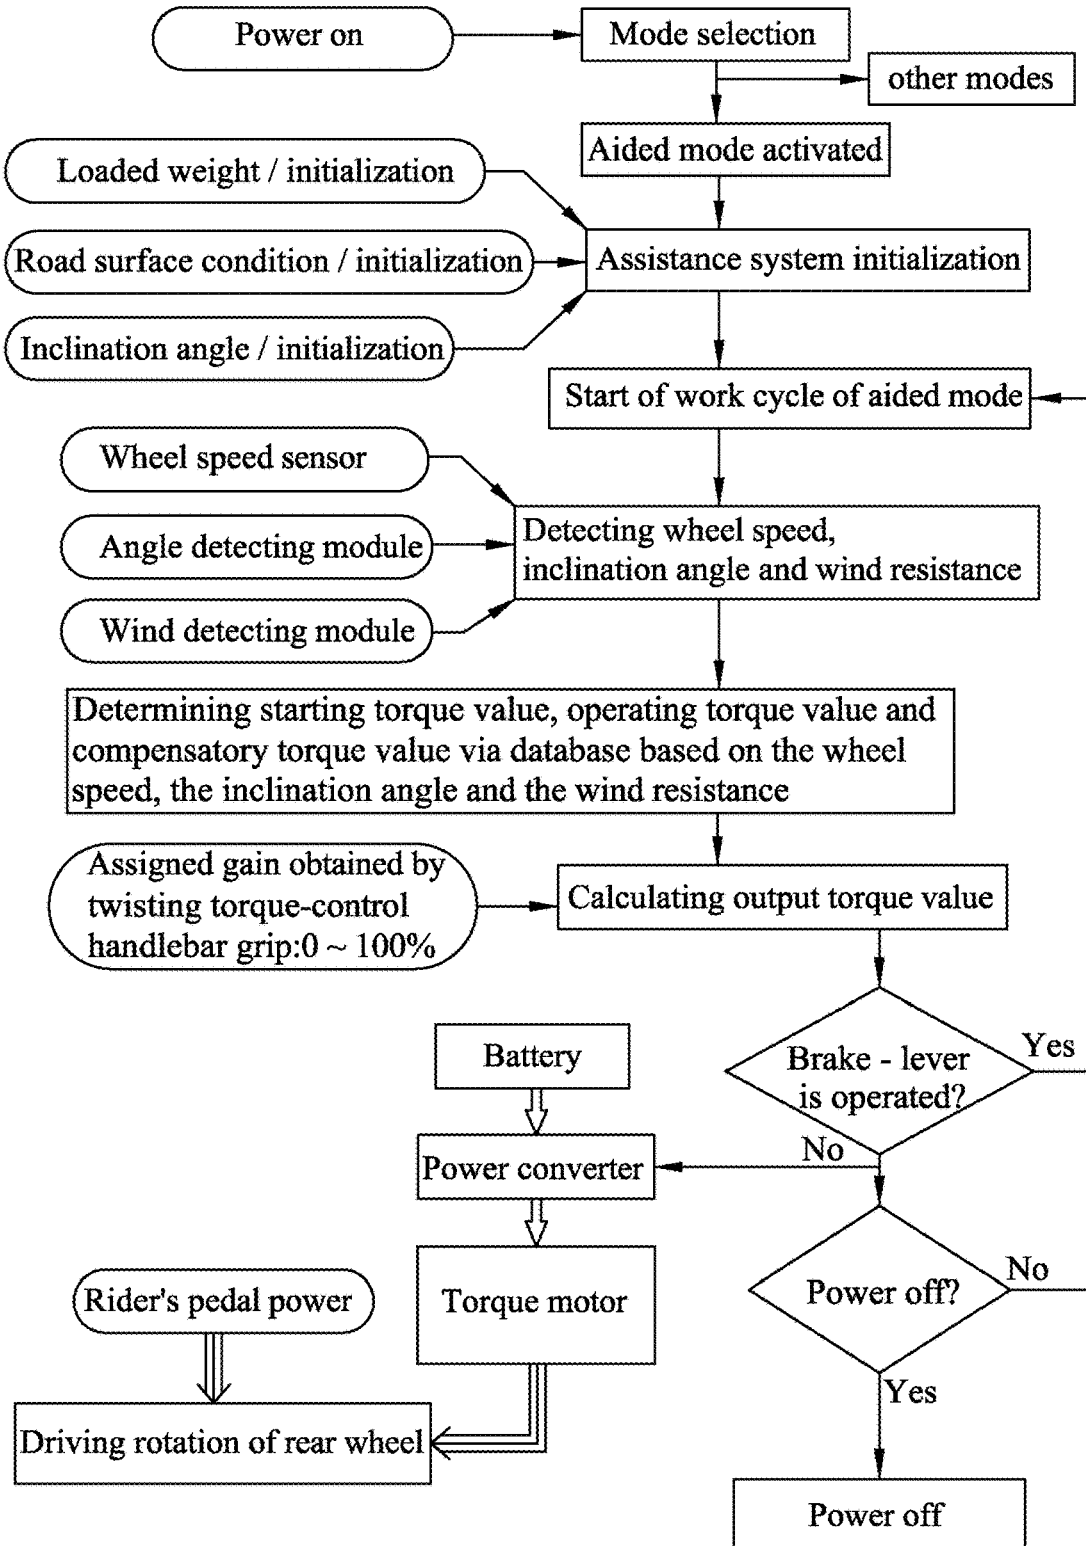 Power on
Mode selection
other modes
Aided mode activated
Loaded weight / initialization
Road surface condition / initialization
Assistance system initialization
Inclination angle / initialization
Start of work cycle of aided mode
Wheel speed sensor
Angle detecting module
Detecting wheel speed,
inclination angle and wind resistance
Wind detecting module
Determining starting torque value, operating torque value and
compensatory torque value via database based on the wheel
speed, the inclination angle and the wind resistance
Assigned gain obtained by
twisting torque-control
handlebar grip:0 ~ 100%
Calculating output torque value
Brake - lever
is operated?
Yes
Battery
No
Power converter
Power off?
No
Rider's pedal power
Torque motor
Yes
Driving rotation of rear wheel
Power off